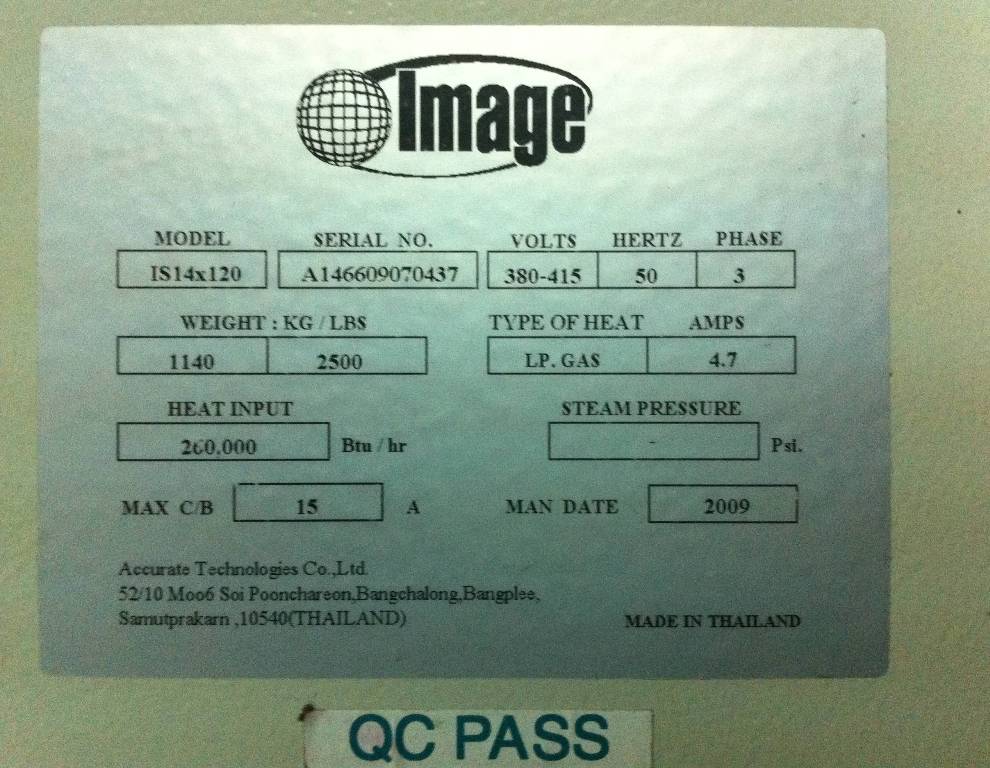 Image
MODEL SERIAL NO. VOLTS HERTZ PHASE
IS14x120 A146609070437 380-415 50 3
WEIGHT : KG / LBS TYPE OF HEAT AMPS
1140 2500 LP. GAS 4.7
HEAT INPUT STEAM PRESSURE
260.000 Btu / hr - Psi.
MAX C/B 15 A MAN DATE 2009
Accurate Technologies Co.,Ltd.
52/10 Moo6 Soi Poonchareon,Bangchalong,Bangplee,
Samutprakarn ,10540(THAILAND) MADE IN THAILAND
QC PASS